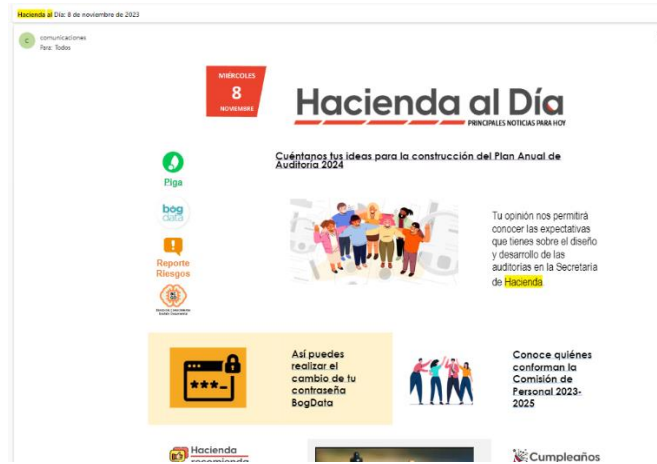 Hacienda al Día: 8 de noviembre de 2023
C
comunicaciones
Para: Todos
MIÉRCOLES
8
NOVIEMBRE
Hacienda al Día
PRINCIPALES NOTICIAS PARA HOY
Cuéntanos tus ideas para la construcción del Plan Anual de
Auditoría 2024
Piga
bog
data
Reporte
Riesgos
Tu opinión nos permitirá
conocer las expectativas
que tienes sobre el diseño
y desarrollo de las
auditorías en la Secretaría
de Hacienda
Así puedes
realizar el
cambio de tu
contraseña
BogData
Conoce quiénes
conforman la
Comisión de
Personal 2023-
2025
Hacienda
recomienda
Cumpleaños